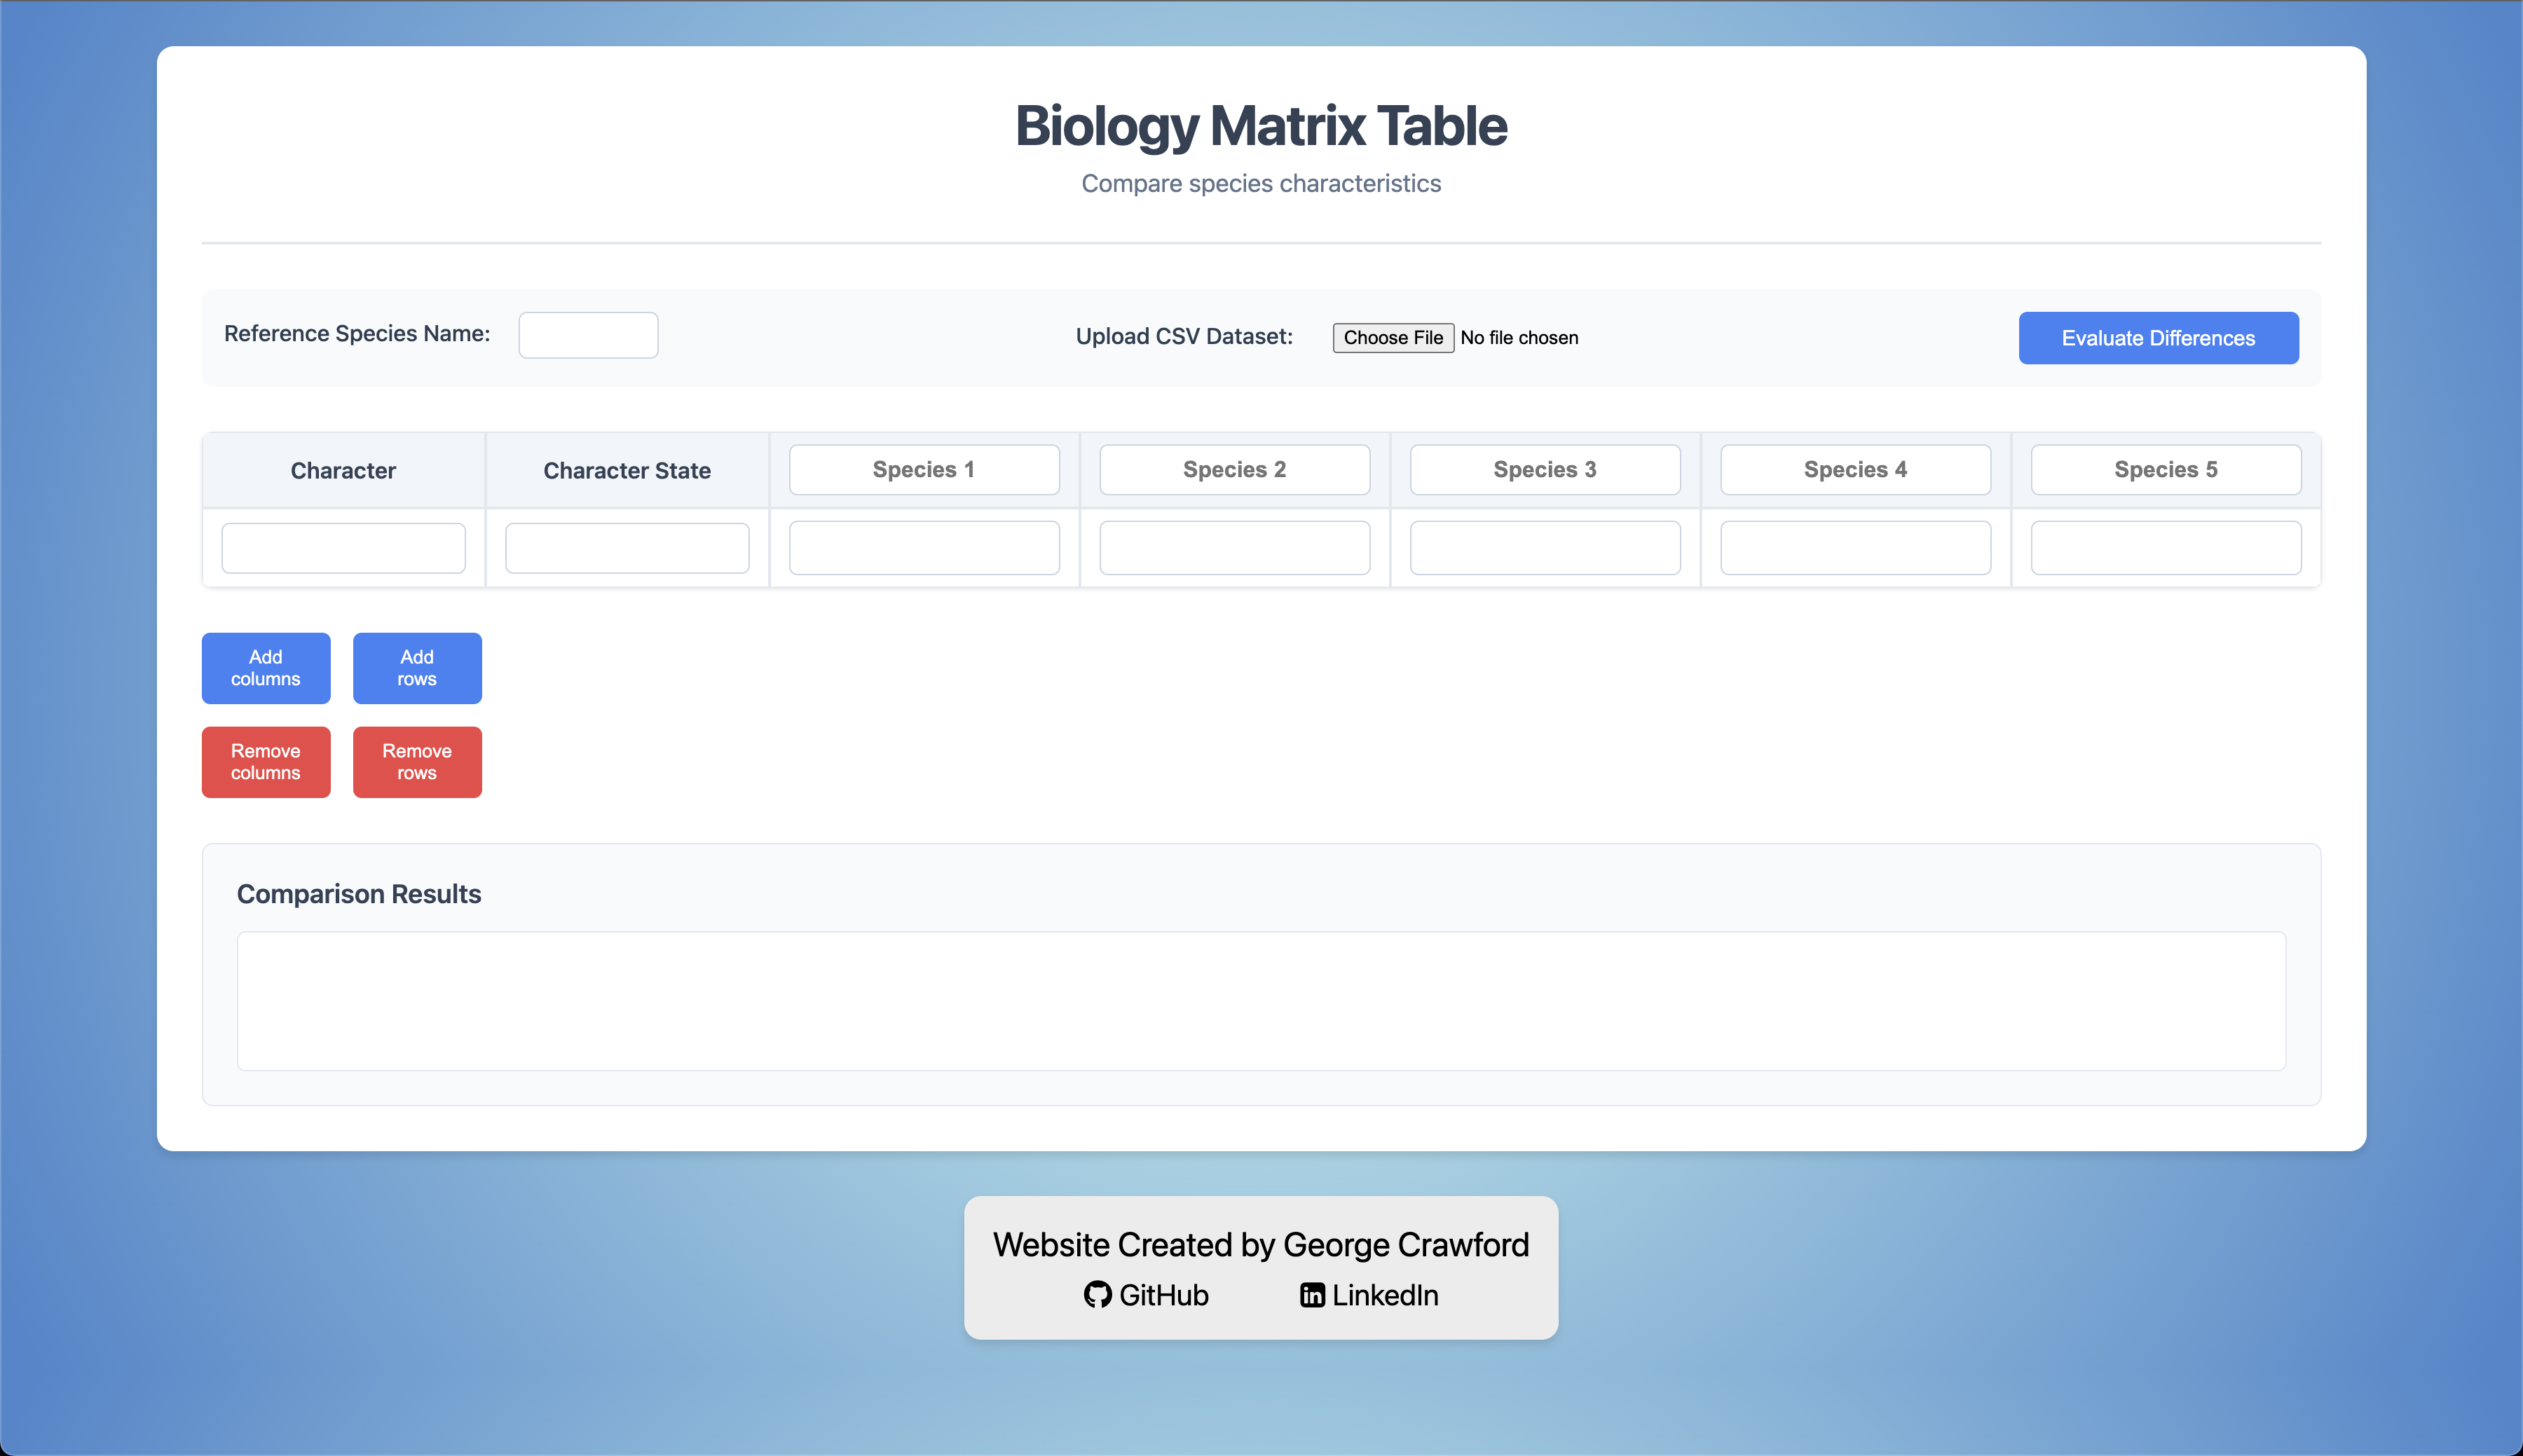 Biology Matrix Table
Compare species characteristics
Reference Species Name:
Upload CSV Dataset:
Choose File No file chosen
Evaluate Differences
Character
Character State
Species 1
Species 2
Species 3
Species 4
Species 5
Add
columns
Add
rows
Remove
columns
Remove
rows
Comparison Results
Website Created by George Crawford
GitHub
LinkedIn